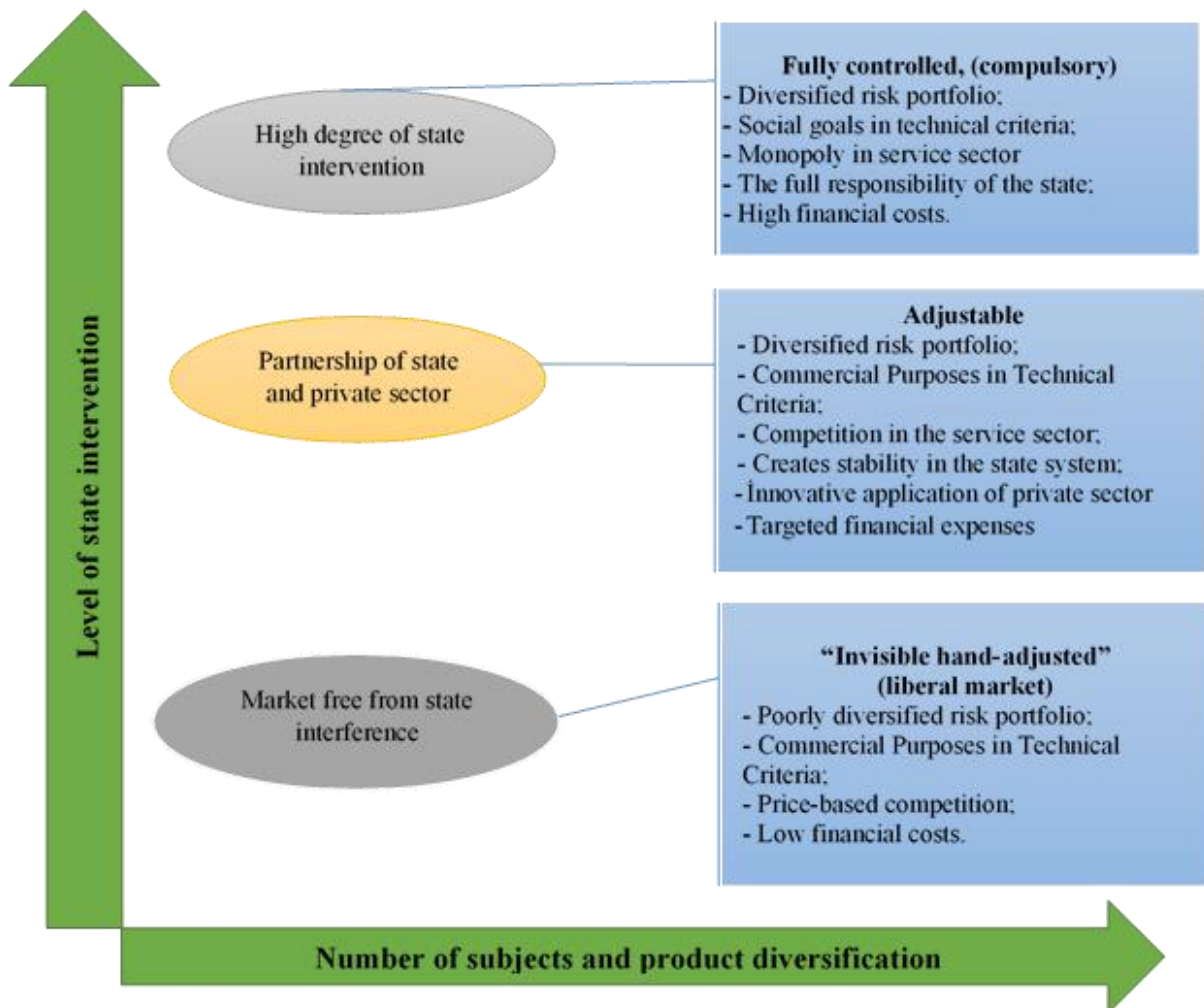 Level of state intervention
High degree of state
intervention
Fully controlled, (compulsory)
- Diversified risk portfolio;
- Social goals in technical criteria;
- Monopoly in service sector
- The full responsibility of the state;
- High financial costs.
Partnership of state
and private sector
Adjustable
- Diversified risk portfolio;
- Commercial Purposes in Technical
Criteria;
- Competition in the service sector;
- Creates stability in the state system;
- İnnovative application of private sector
- Targeted financial expenses
Market free from state
interference
“Invisible hand-adjusted”
(liberal market)
- Poorly diversified risk portfolio;
- Commercial Purposes in Technical
Criteria;
- Price-based competition;
- Low financial costs.
Number of subjects and product diversification